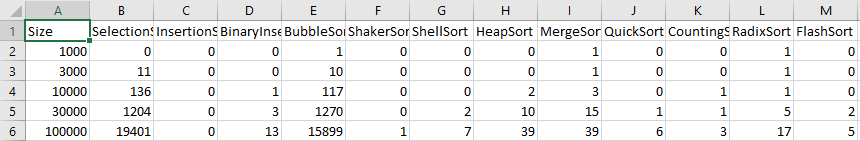 A B C D E F G H I J K L M
1 Size SelectionS InsertionS BinaryInse BubbleSor ShakerSor ShellSort HeapSort MergeSor QuickSort CountingS RadixSort FlashSort
2 1000 0 0 0 1 0 0 0 1 0 0 1 0
3 3000 11 0 0 10 0 0 0 1 0 0 1 0
4 10000 136 0 1 117 0 0 2 3 0 1 1 0
5 30000 1204 0 3 1270 0 2 10 15 1 1 5 2
6 100000 19401 0 13 15899 1 7 39 39 6 3 17 5